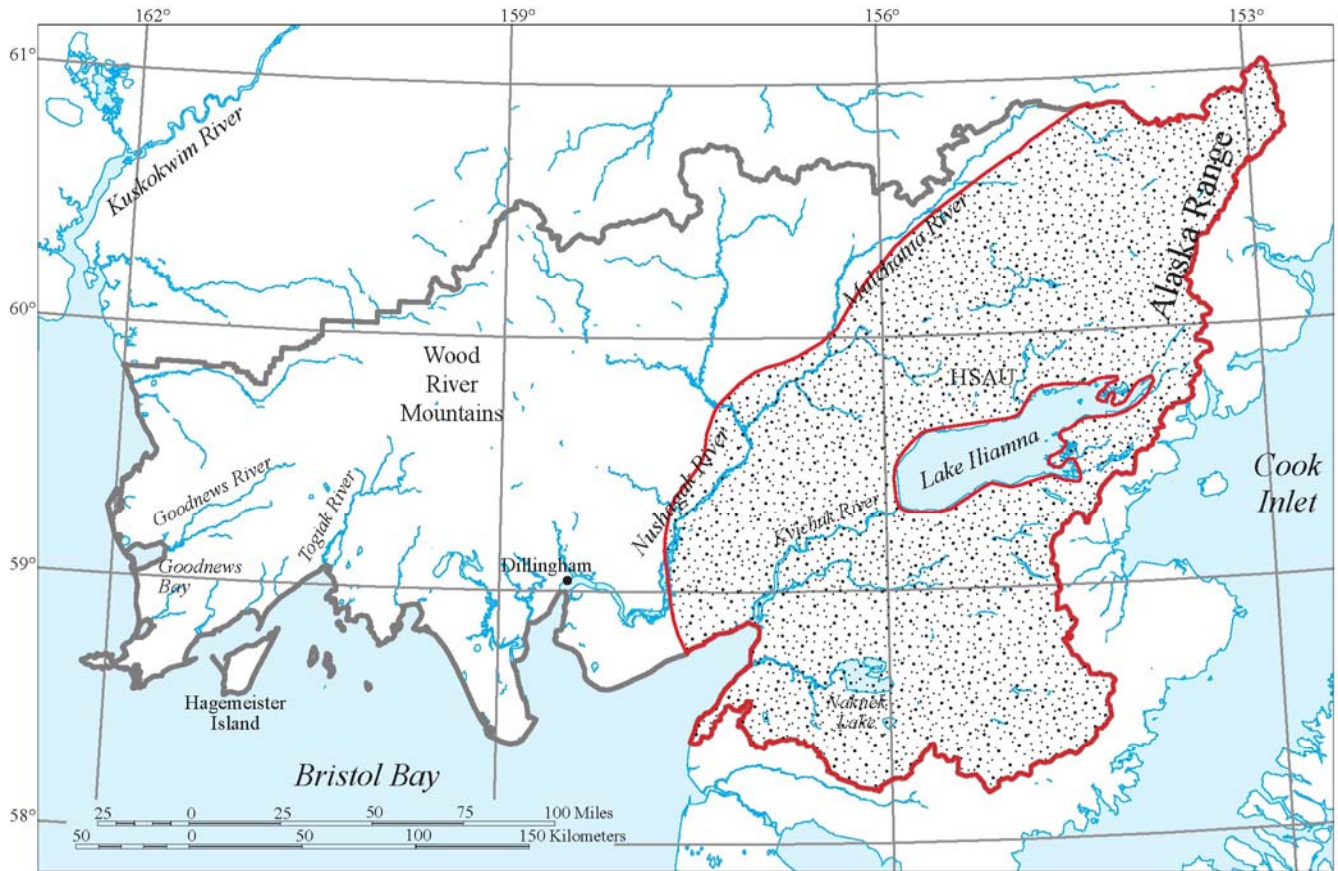 162°
159°
156°
153°
61°
Kuskokwim River
Alaska Range
Mulchatna River
60°
Wood
River
Mountains
HSAU
Lake Iliamna
Cook
Inlet
Nushagak River
Goodnews River
Togiak River
Kvichak River
59°
Goodnews
Bay
Dillingham
Hagemeister
Island
Naknek
Lake
Bristol Bay
58°
25 0 25 50 75 100 Miles
50 0 50 100 150 Kilometers